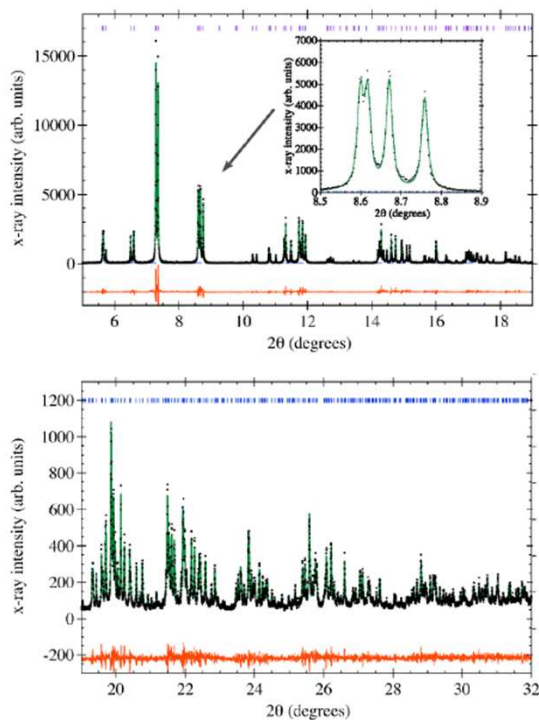 15000
10000
5000
0
x-ray intensity (arb. units)
6 8 10 12 14 16 18
2θ (degrees)
7000
6000
5000
4000
3000
2000
1000
0
x-ray intensity (arb. units)
8.5 8.6 8.7 8.8 8.9
2θ (degrees)
1200
1000
800
600
400
200
0
-200
x-ray intensity (arb. units)
20 22 24 26 28 30 32
2θ (degrees)